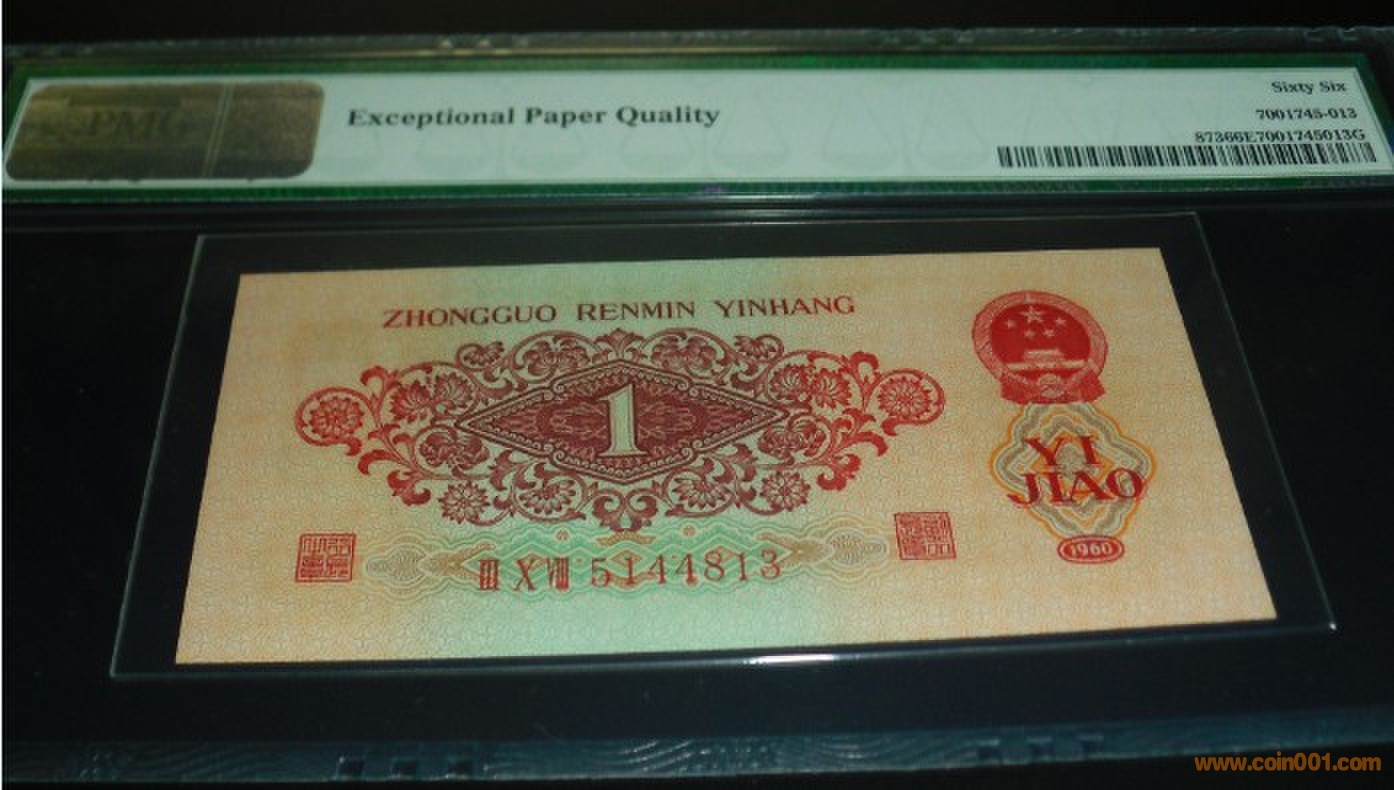 PMG
Exceptional Paper Quality
Sixty Six
7001745-013
87366E7001745013G
ZHONGGUO RENMIN YINHANG
1
YI
JIAO
1960
III X VIII 5144813
www.coin001.com